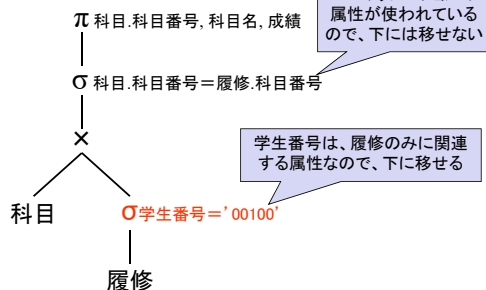 属性が使われている
ので、下には移せない
π 科目.科目番号, 科目名, 成績
σ 科目.科目番号＝履修.科目番号
×
学生番号は、履修のみに関連
する属性なので、下に移せる
科目
σ学生番号＝’00100’
履修